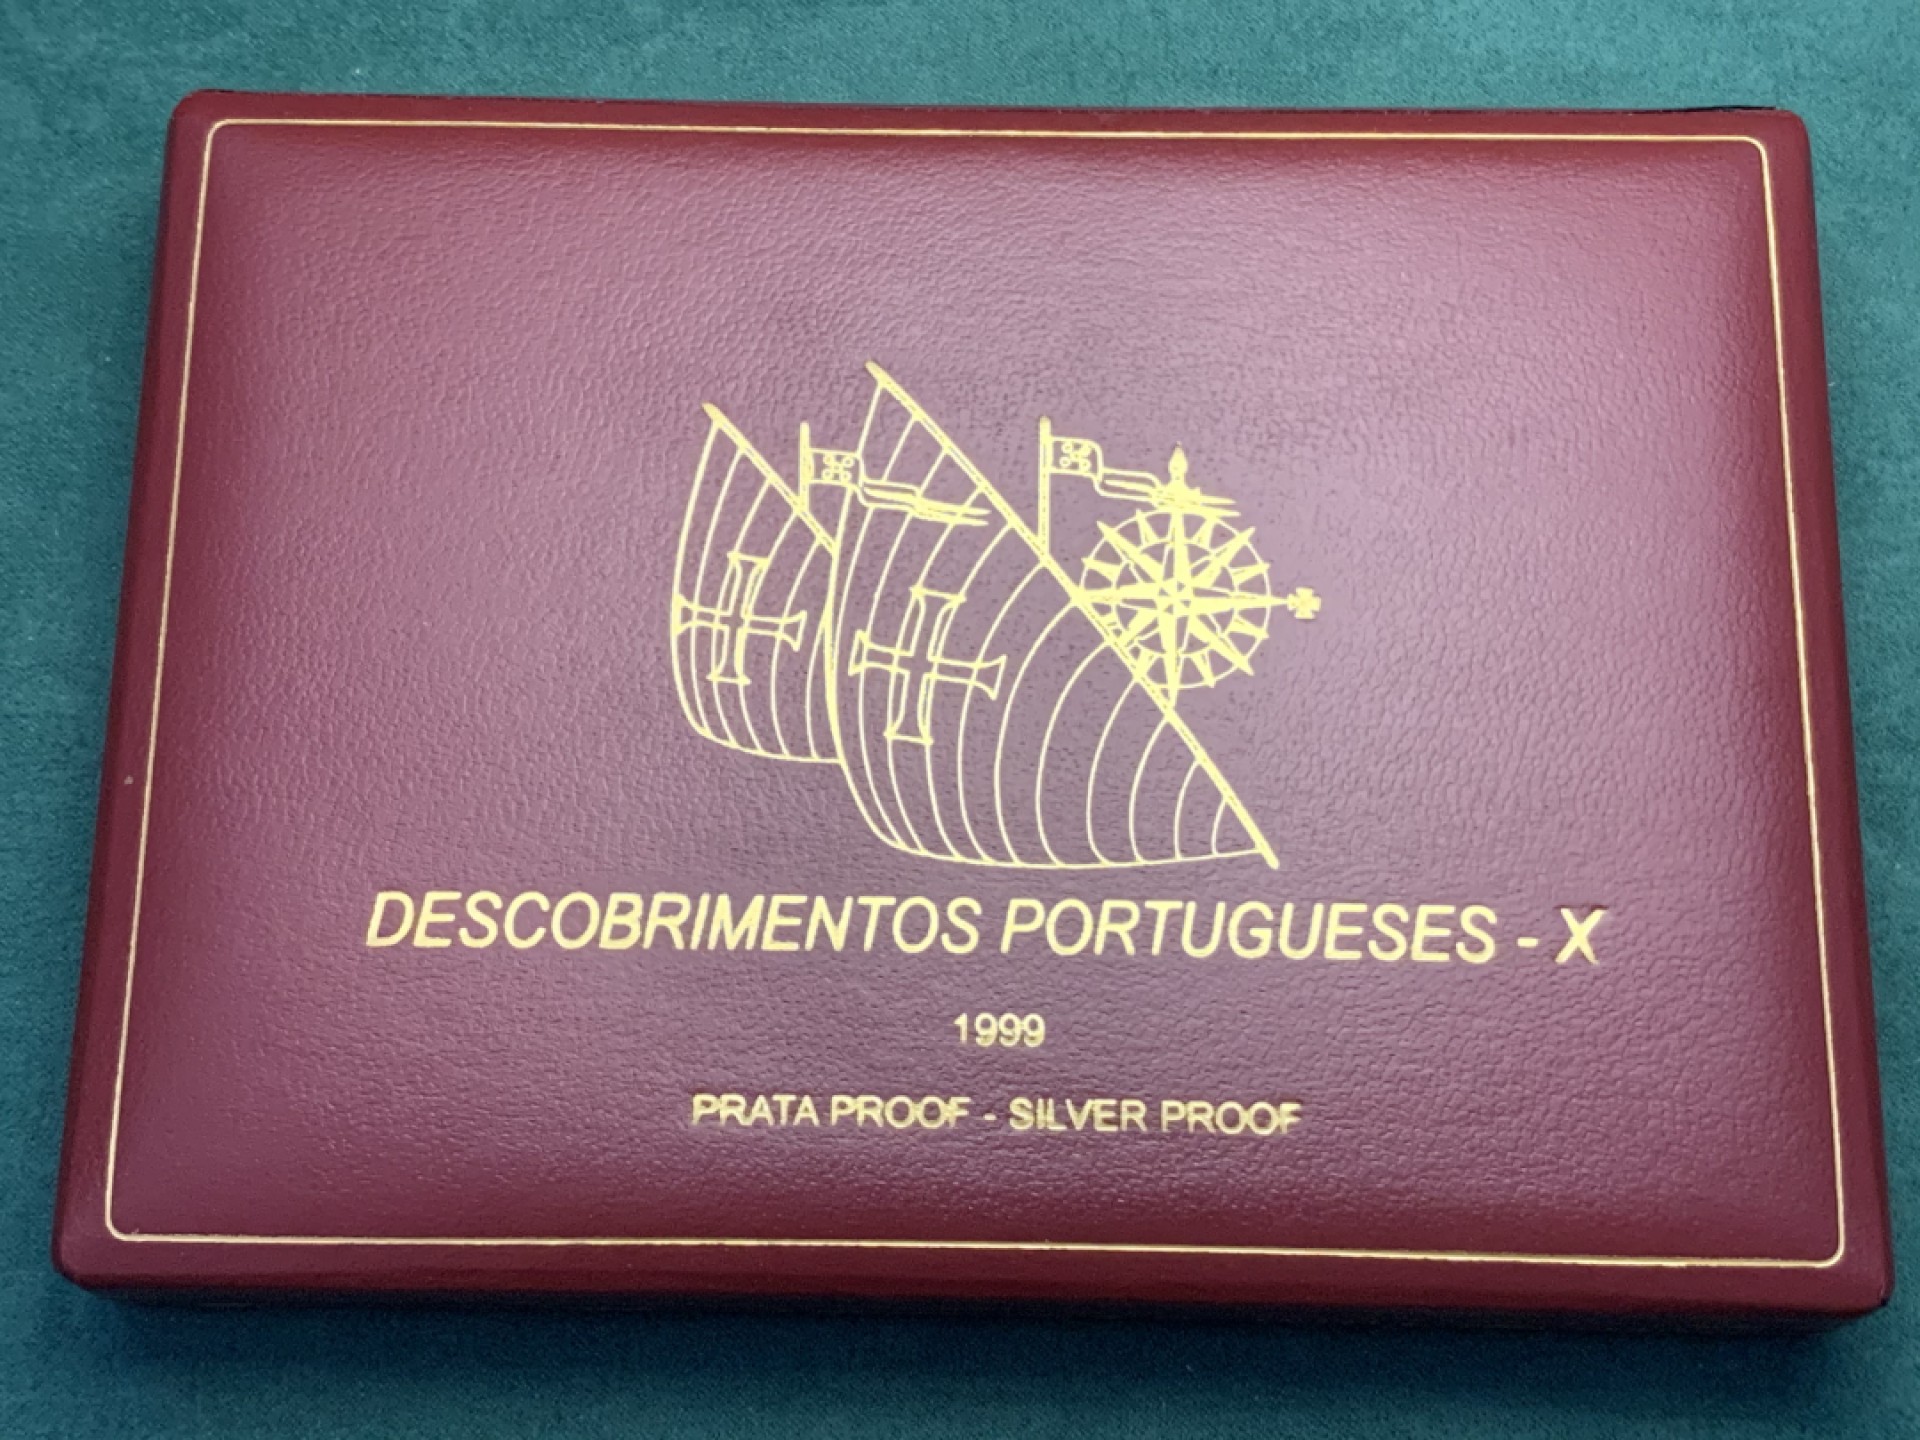 DESCOBRIMENTOS PORTUGUESES - X
1999
PRATA PROOF - SILVER PROOF